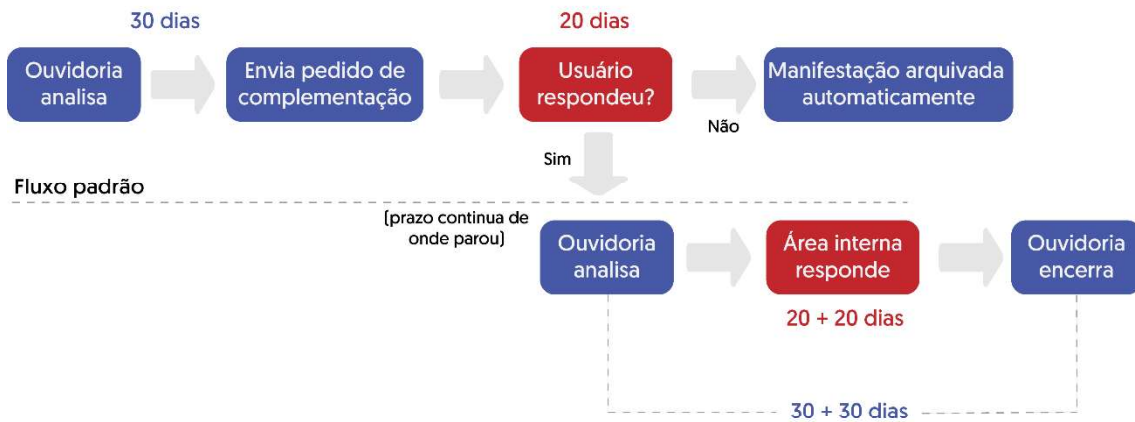 30 dias
20 dias
Ouvidoria
analisa
Envia pedido de
complementação
Usuário
respondeu?
Manifestação arquivada
automaticamente
Não
Sim
Fluxo padrão
(prazo continua de
onde parou)
Ouvidoria
analisa
Área interna
responde
Ouvidoria
encerra
20 + 20 dias
30 + 30 dias